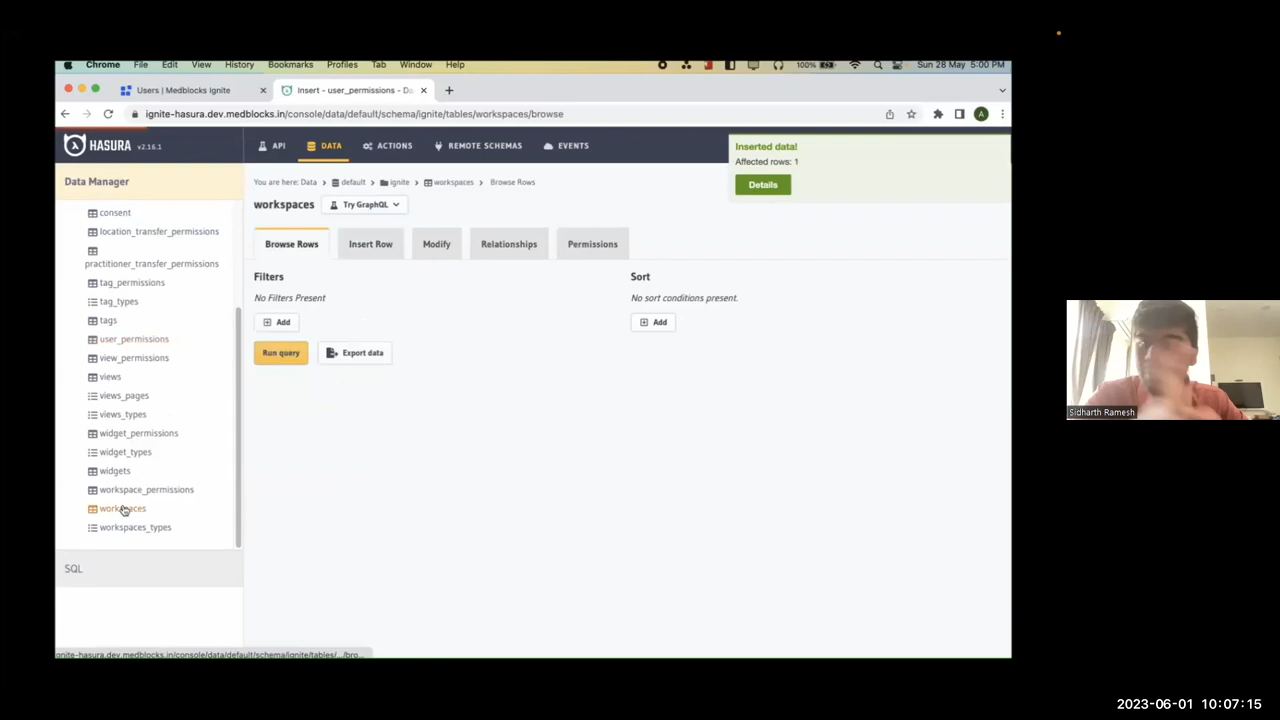 Chrome File Edit View History Bookmarks Profiles Tab Window Help 100% Sun 28 May 5:00 PM
Users | Medblocks Ignite
Insert - user_permissions - Da
ignite-hasura.dev.medblocks.in/console/data/default/schema/ignite/tables/workspaces/browse
A
HASURA v2.16.1
API DATA ACTIONS REMOTE SCHEMAS EVENTS
Inserted data!
Affected rows: 1
Details
Data Manager
consent
location_transfer_permissions
practitioner_transfer_permissions
tag_permissions
tag_types
tags
user_permissions
view_permissions
views
views_pages
views_types
widget_permissions
widget_types
widgets
workspace_permissions
workspaces
workspaces_types
SQL
You are here: Data > default > ignite > workspaces > Browse Rows
workspaces Try GraphQL
Browse Rows Insert Row Modify Relationships Permissions
Filters
No Filters Present
Add
Sort
No sort conditions present.
Add
Run query Export data
gnite-hasura.dev.medblocks.in/console/data/default/schema/ignite/tables/.../bro...
Sidharth Ramesh
2023-06-01 10:07:15